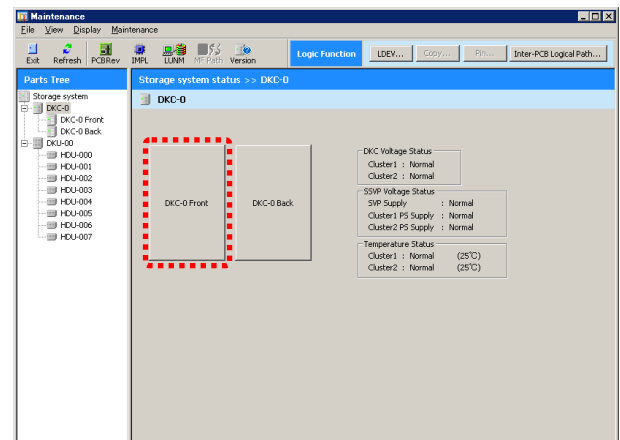 Maintenance
File View Display Maintenance
Exit Refresh PCBRev IMPL LUNM MF Path Version Logic Function LDEV... Copy... Pin... Inter-PCB Logical Path...
Parts Tree
Storage system status >> DKC-0
Storage system
DKC-0
DKC-0 Front
DKC-0 Back
DKU-00
HDU-000
HDU-001
HDU-002
HDU-003
HDU-004
HDU-005
HDU-006
HDU-007
DKC-0
DKC-0 Front
DKC-0 Back
DKC Voltage Status
Cluster1 : Normal
Cluster2 : Normal
SSVP Voltage Status
SVP Supply : Normal
Cluster1 PS Supply : Normal
Cluster2 PS Supply : Normal
Temperature Status
Cluster1 : Normal (25℃)
Cluster2 : Normal (25℃)